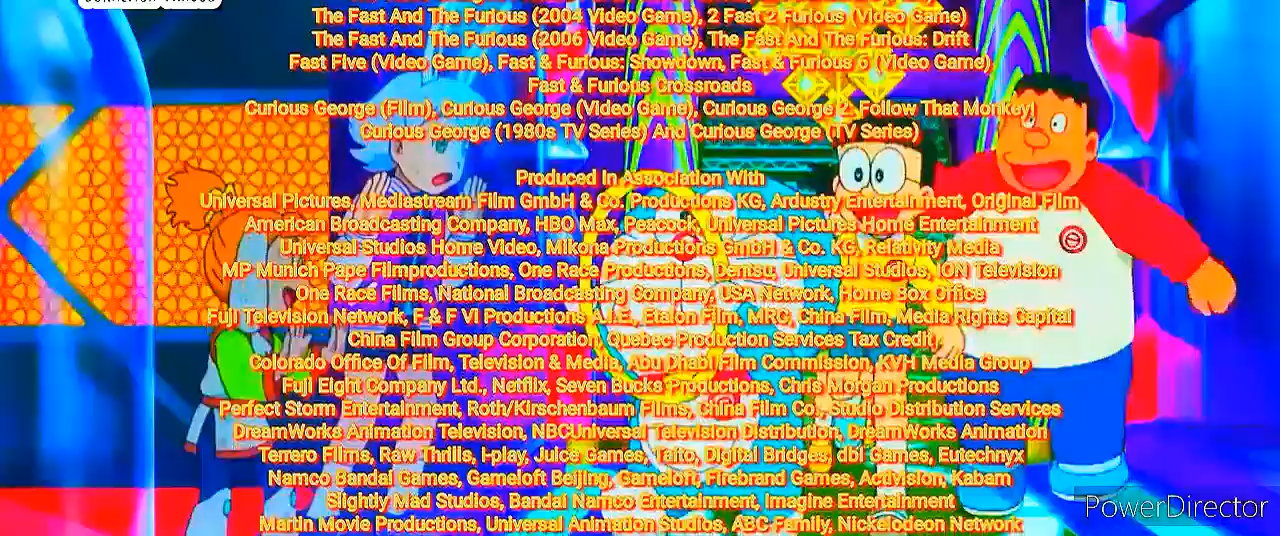 The Fast And The Furious (2004 Video Game), 2 Fast 2 Furious (Video Game)
The Fast And The Furious (2006 Video Game), The Fast And The Furious: Drift
Fast Five (Video Game), Fast & Furious: Showdown, Fast & Furious 6 (Video Game)
Fast & Furious Crossroads
Curious George (Film), Curious George (Video Game), Curious George 2: Follow That Monkey!
Curious George (1980s TV Series) And Curious George (TV Series)
Produced In Association With
Universal Pictures, Mediastream Film GmbH & Co. Productions KG, Ardustry Entertainment, Original Film
American Broadcasting Company, HBO Max, Peacock, Universal Pictures Home Entertainment
Universal Studios Home Video, Mikona Productions GmbH & Co. KG, Relativity Media
MP Munich Pape Filmproductions, One Race Productions, Dentsu, Universal Studios, ION Television
One Race Films, National Broadcasting Company, USA Network, Home Box Office
Fuji Television Network, F & F VI Productions A.I.E., Etalon Film, MRC, China Film, Media Rights Capital
China Film Group Corporation, Quebec Production Services Tax Credit
Colorado Office Of Film, Television & Media, Abu Dhabi Film Commission, KVH Media Group
Fuji Eight Company Ltd., Netflix, Seven Bucks Productions, Chris Morgan Productions
Perfect Storm Entertainment, Roth/Kirschenbaum Films, China Film Co., Studio Distribution Services
DreamWorks Animation Television, NBCUniversal Television Distribution, DreamWorks Animation
Terrero Films, Raw Thrills, I-play, Juice Games, Taito, Digital Bridges, dbi Games, Eutechnyx
Namco Bandai Games, Gameloft Beijing, Gameloft, Firebrand Games, Activision, Kabam
Slightly Mad Studios, Bandai Namco Entertainment, Imagine Entertainment
Martin Movie Productions, Universal Animation Studios, ABC Family, Nickelodeon Network
PowerDirector